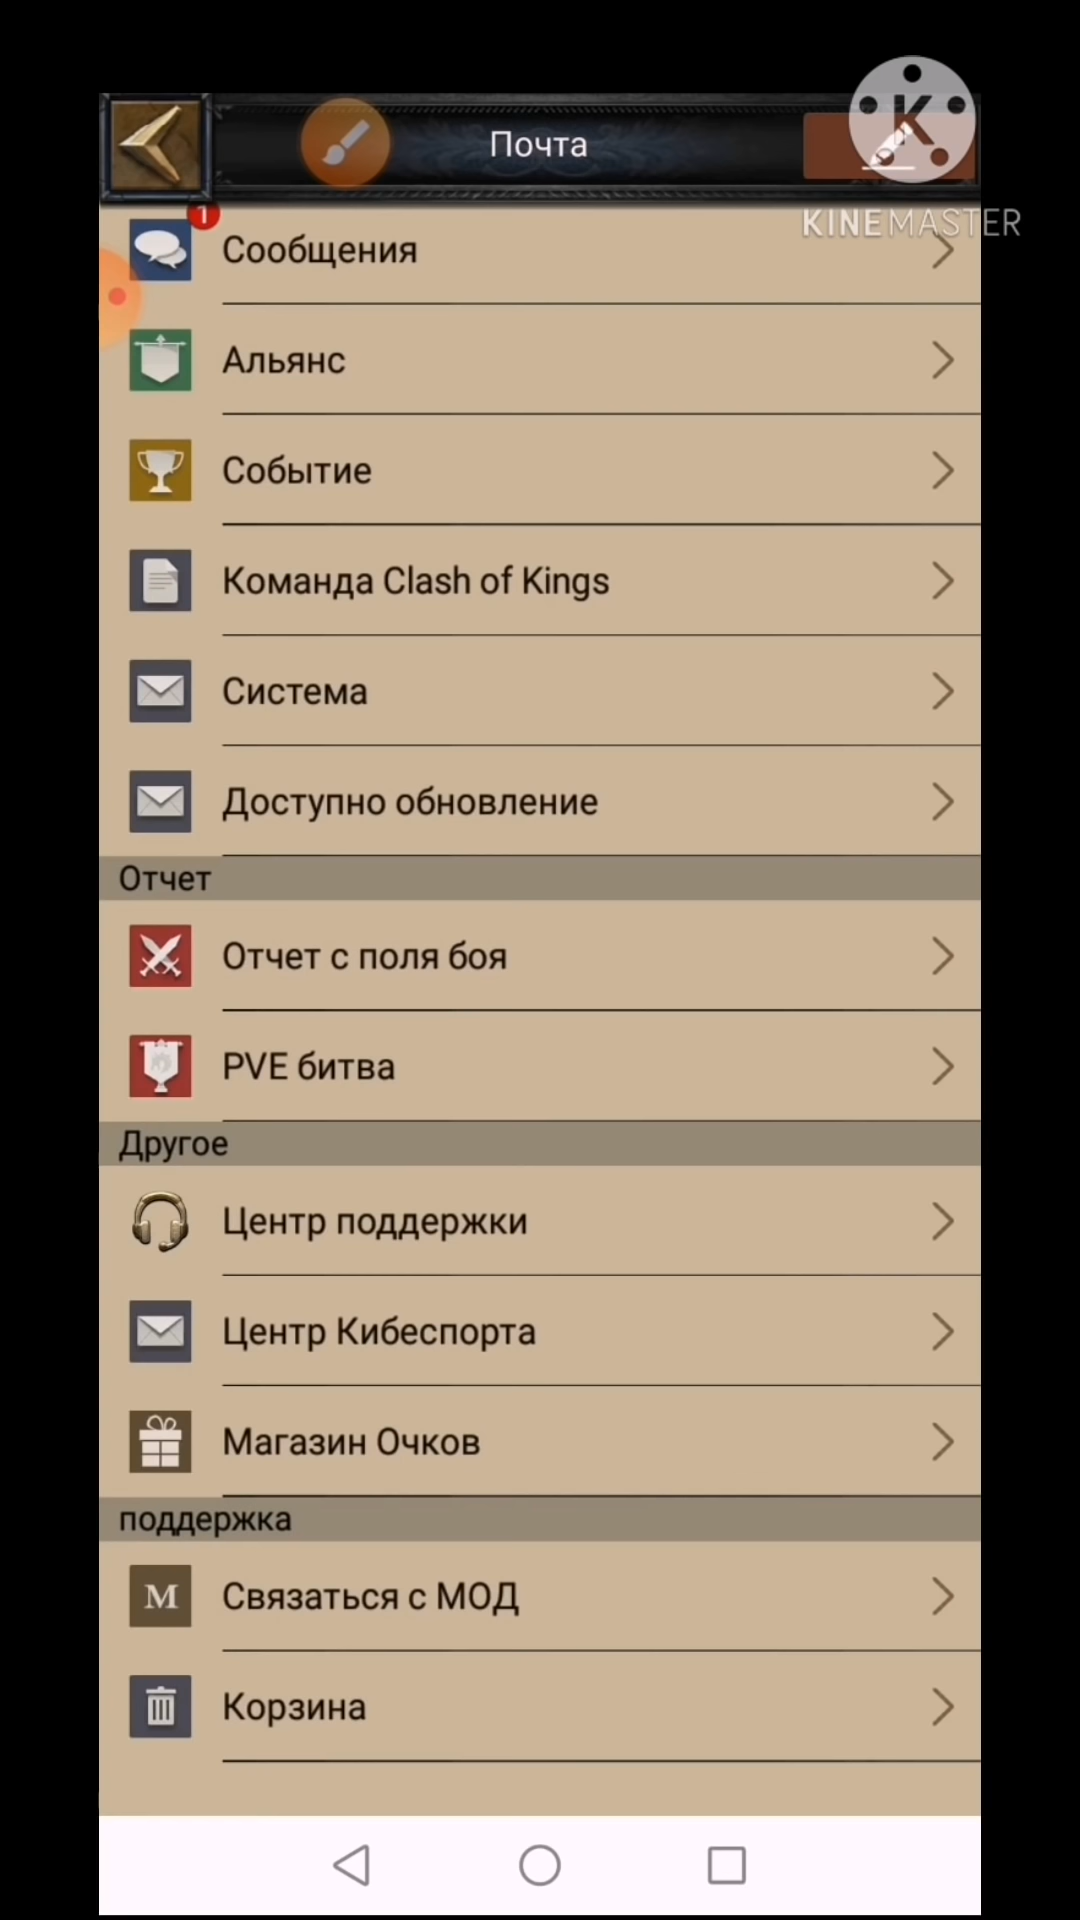 Почта
K
KINEMASTER
1
Сообщения
Альянс
Событие
Команда Clash of Kings
Система
Доступно обновление
Отчет
Отчет с поля боя
PVE битва
Другое
Центр поддержки
Центр Кибеспорта
Магазин Очков
поддержка
M
Связаться с МОД
Корзина